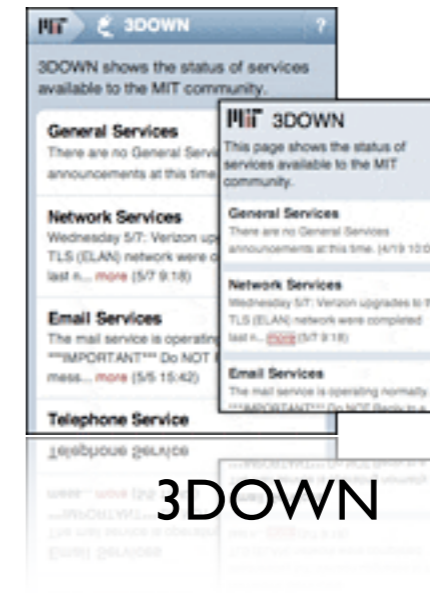 MIT 3DOWN ?
3DOWN shows the status of services
available to the MIT community.
General Services
There are no General Servi
announcements at this time
Network Services
Wednesday 5/7: Verizon up
TLS (ELAN) network were c
last n... more (5/7 9:18)
Email Services
The mail service is operating
***IMPORTANT*** Do NOT R
mess... more (5/5 15:42)
Telephone Service
MIT 3DOWN
This page shows the status of
services available to the MIT
community.
General Services
There are no General Services
announcements at this time. (4/19 10:0
Network Services
Wednesday 5/7: Verizon upgrades to th
TLS (ELAN) network were completed
last n... more (5/7 9:18)
Email Services
The mail service is operating normally.
***IMPORTANT*** Do NOT Reply to a
3DOWN